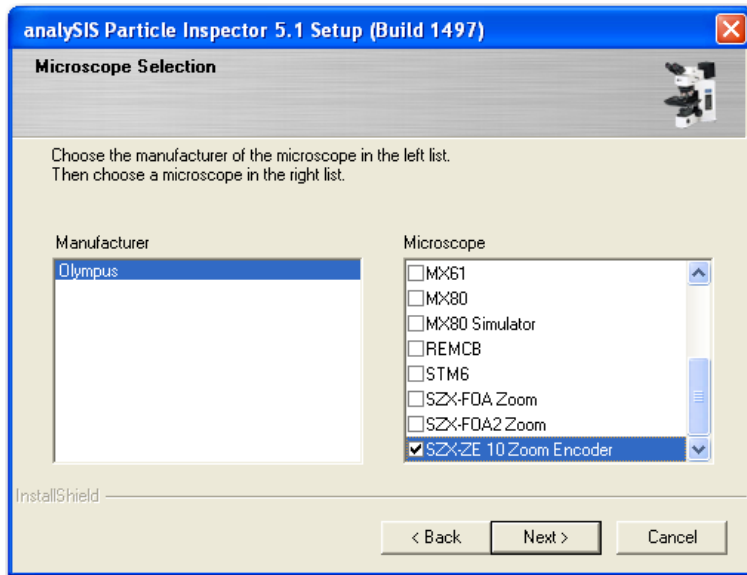 analySIS Particle Inspector 5.1 Setup (Build 1497)
Microscope Selection
Choose the manufacturer of the microscope in the left list.
Then choose a microscope in the right list.
Manufacturer
Olympus
Microscope
MX61
MX80
MX80 Simulator
REMCB
STM6
SZX-FOA Zoom
SZX-FOA2 Zoom
SZX-ZE 10 Zoom Encoder
InstallShield
< Back
Next >
Cancel